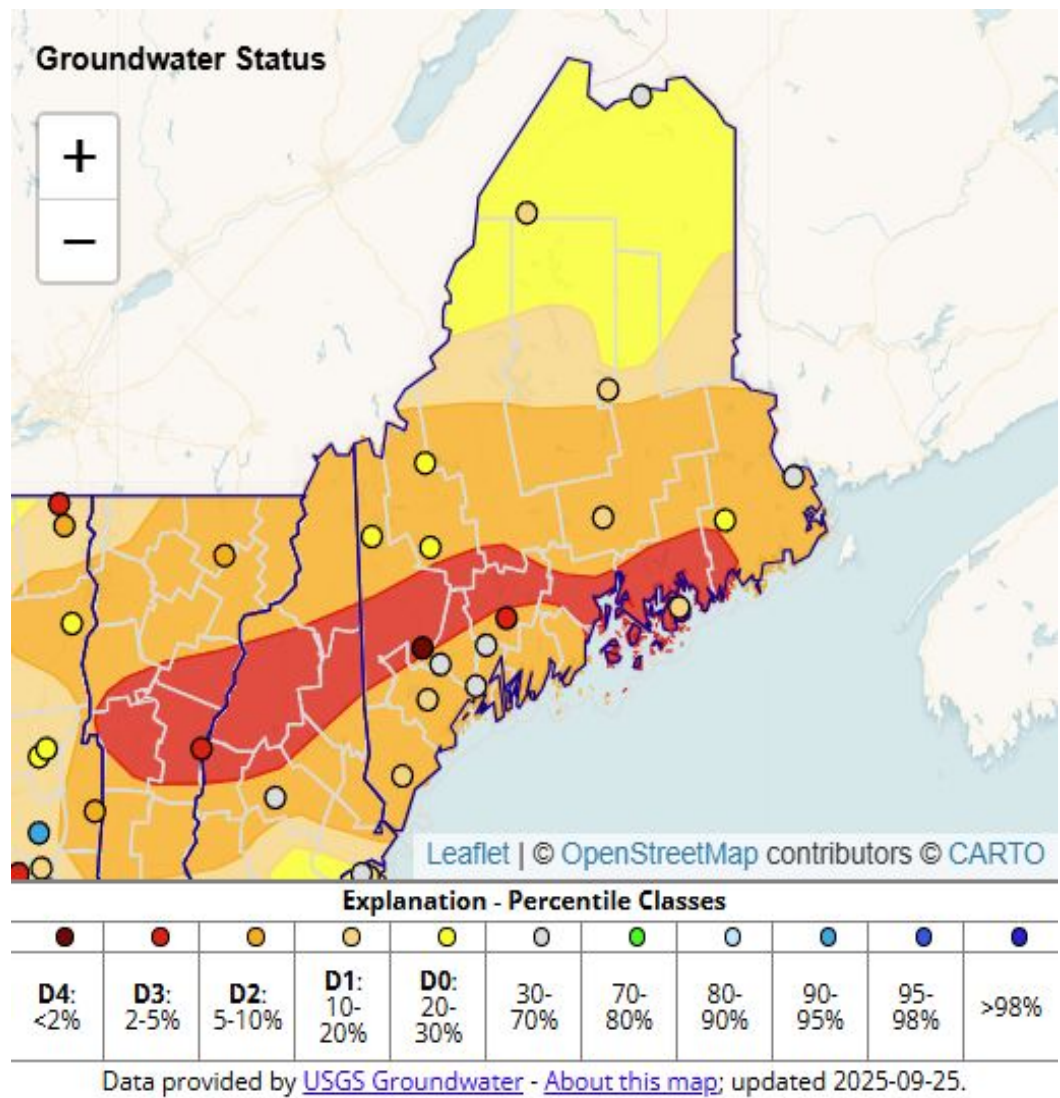 Groundwater Status
+
−
Leaflet | © OpenStreetMap contributors © CARTO
Explanation - Percentile Classes
D4: <2%
D3: 2-5%
D2: 5-10%
D1: 10-20%
D0: 20-30%
30-70%
70-80%
80-90%
90-95%
95-98%
>98%
Data provided by USGS Groundwater - About this map; updated 2025-09-25.